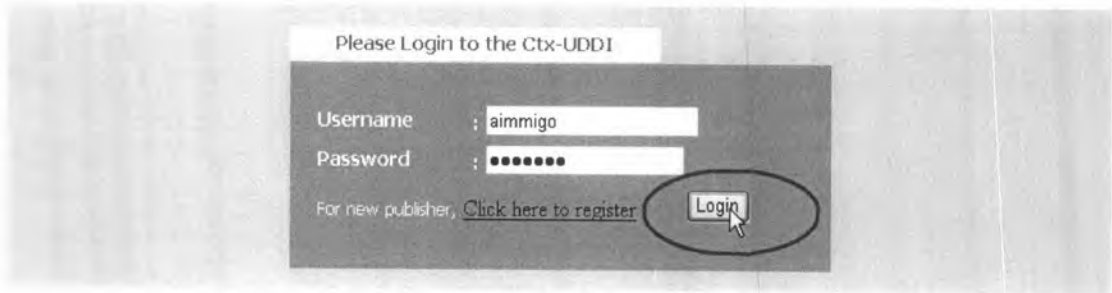 Please Login to the Ctx-UDDI
Username : aimmigo
Password : •••••••
For new publisher, Click here to register Login